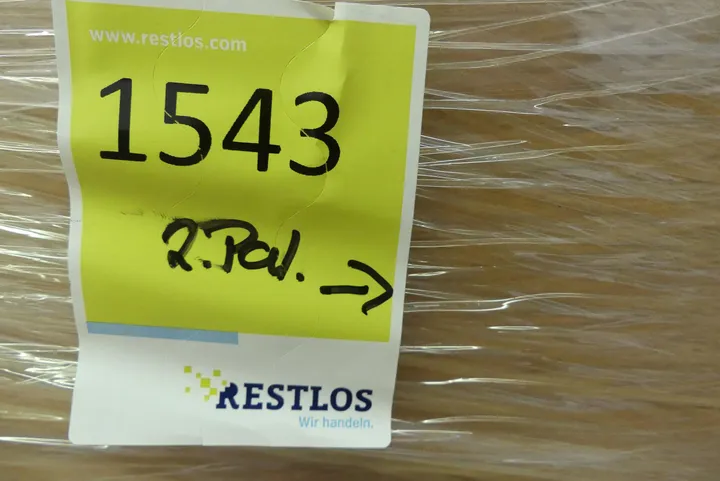 www.restlos.com
1543
2. Pal. →
RESTLOS
Wir handeln.